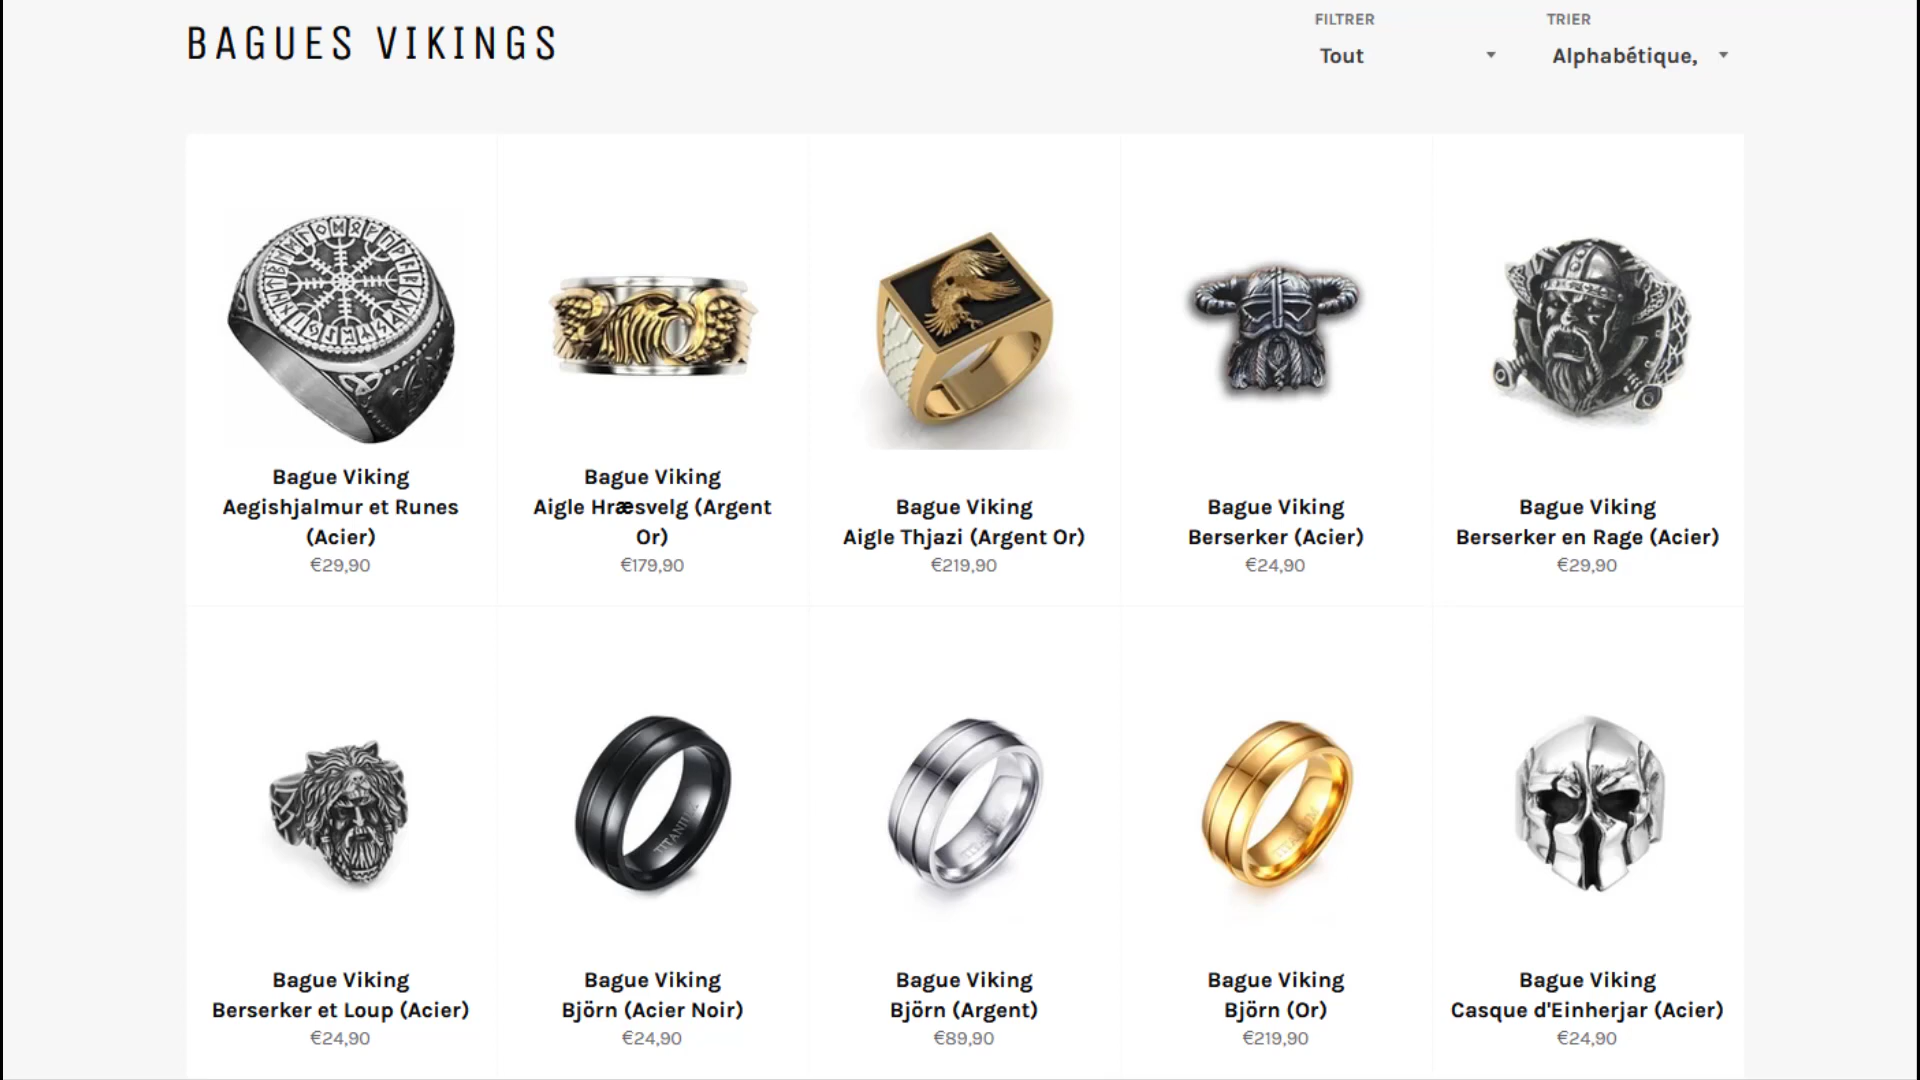 BAGUES VIKINGS
FILTRER
Tout
TRIER
Alphabétique,
Bague Viking
Aegishjalmur et Runes
(Acier)
€29,90
Bague Viking
Aigle Hræsvelg (Argent
Or)
€179,90
Bague Viking
Aigle Thjazi (Argent Or)
€219,90
Bague Viking
Berserker (Acier)
€24,90
Bague Viking
Berserker en Rage (Acier)
€29,90
TITANIUM
TITANIUM
TITANIUM
Bague Viking
Berserker et Loup (Acier)
€24,90
Bague Viking
Björn (Acier Noir)
€24,90
Bague Viking
Björn (Argent)
€89,90
Bague Viking
Björn (Or)
€219,90
Bague Viking
Casque d'Einherjar (Acier)
€24,90